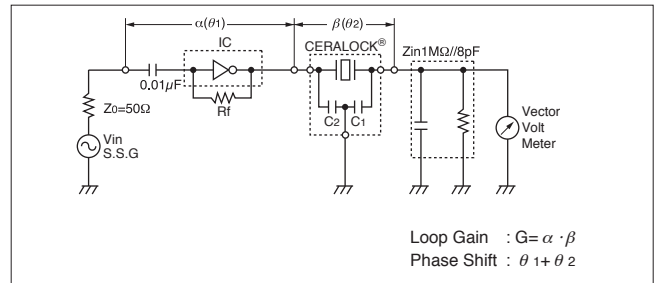 α(θ1) β(θ2)
IC CERALOCK® Zin1MΩ//8pF
0.01μF
Z0=50Ω Rf C2 C1
Vector
Volt
Meter
Vin
S.S.G
Loop Gain : G= α ·β
Phase Shift : θ 1+ θ 2